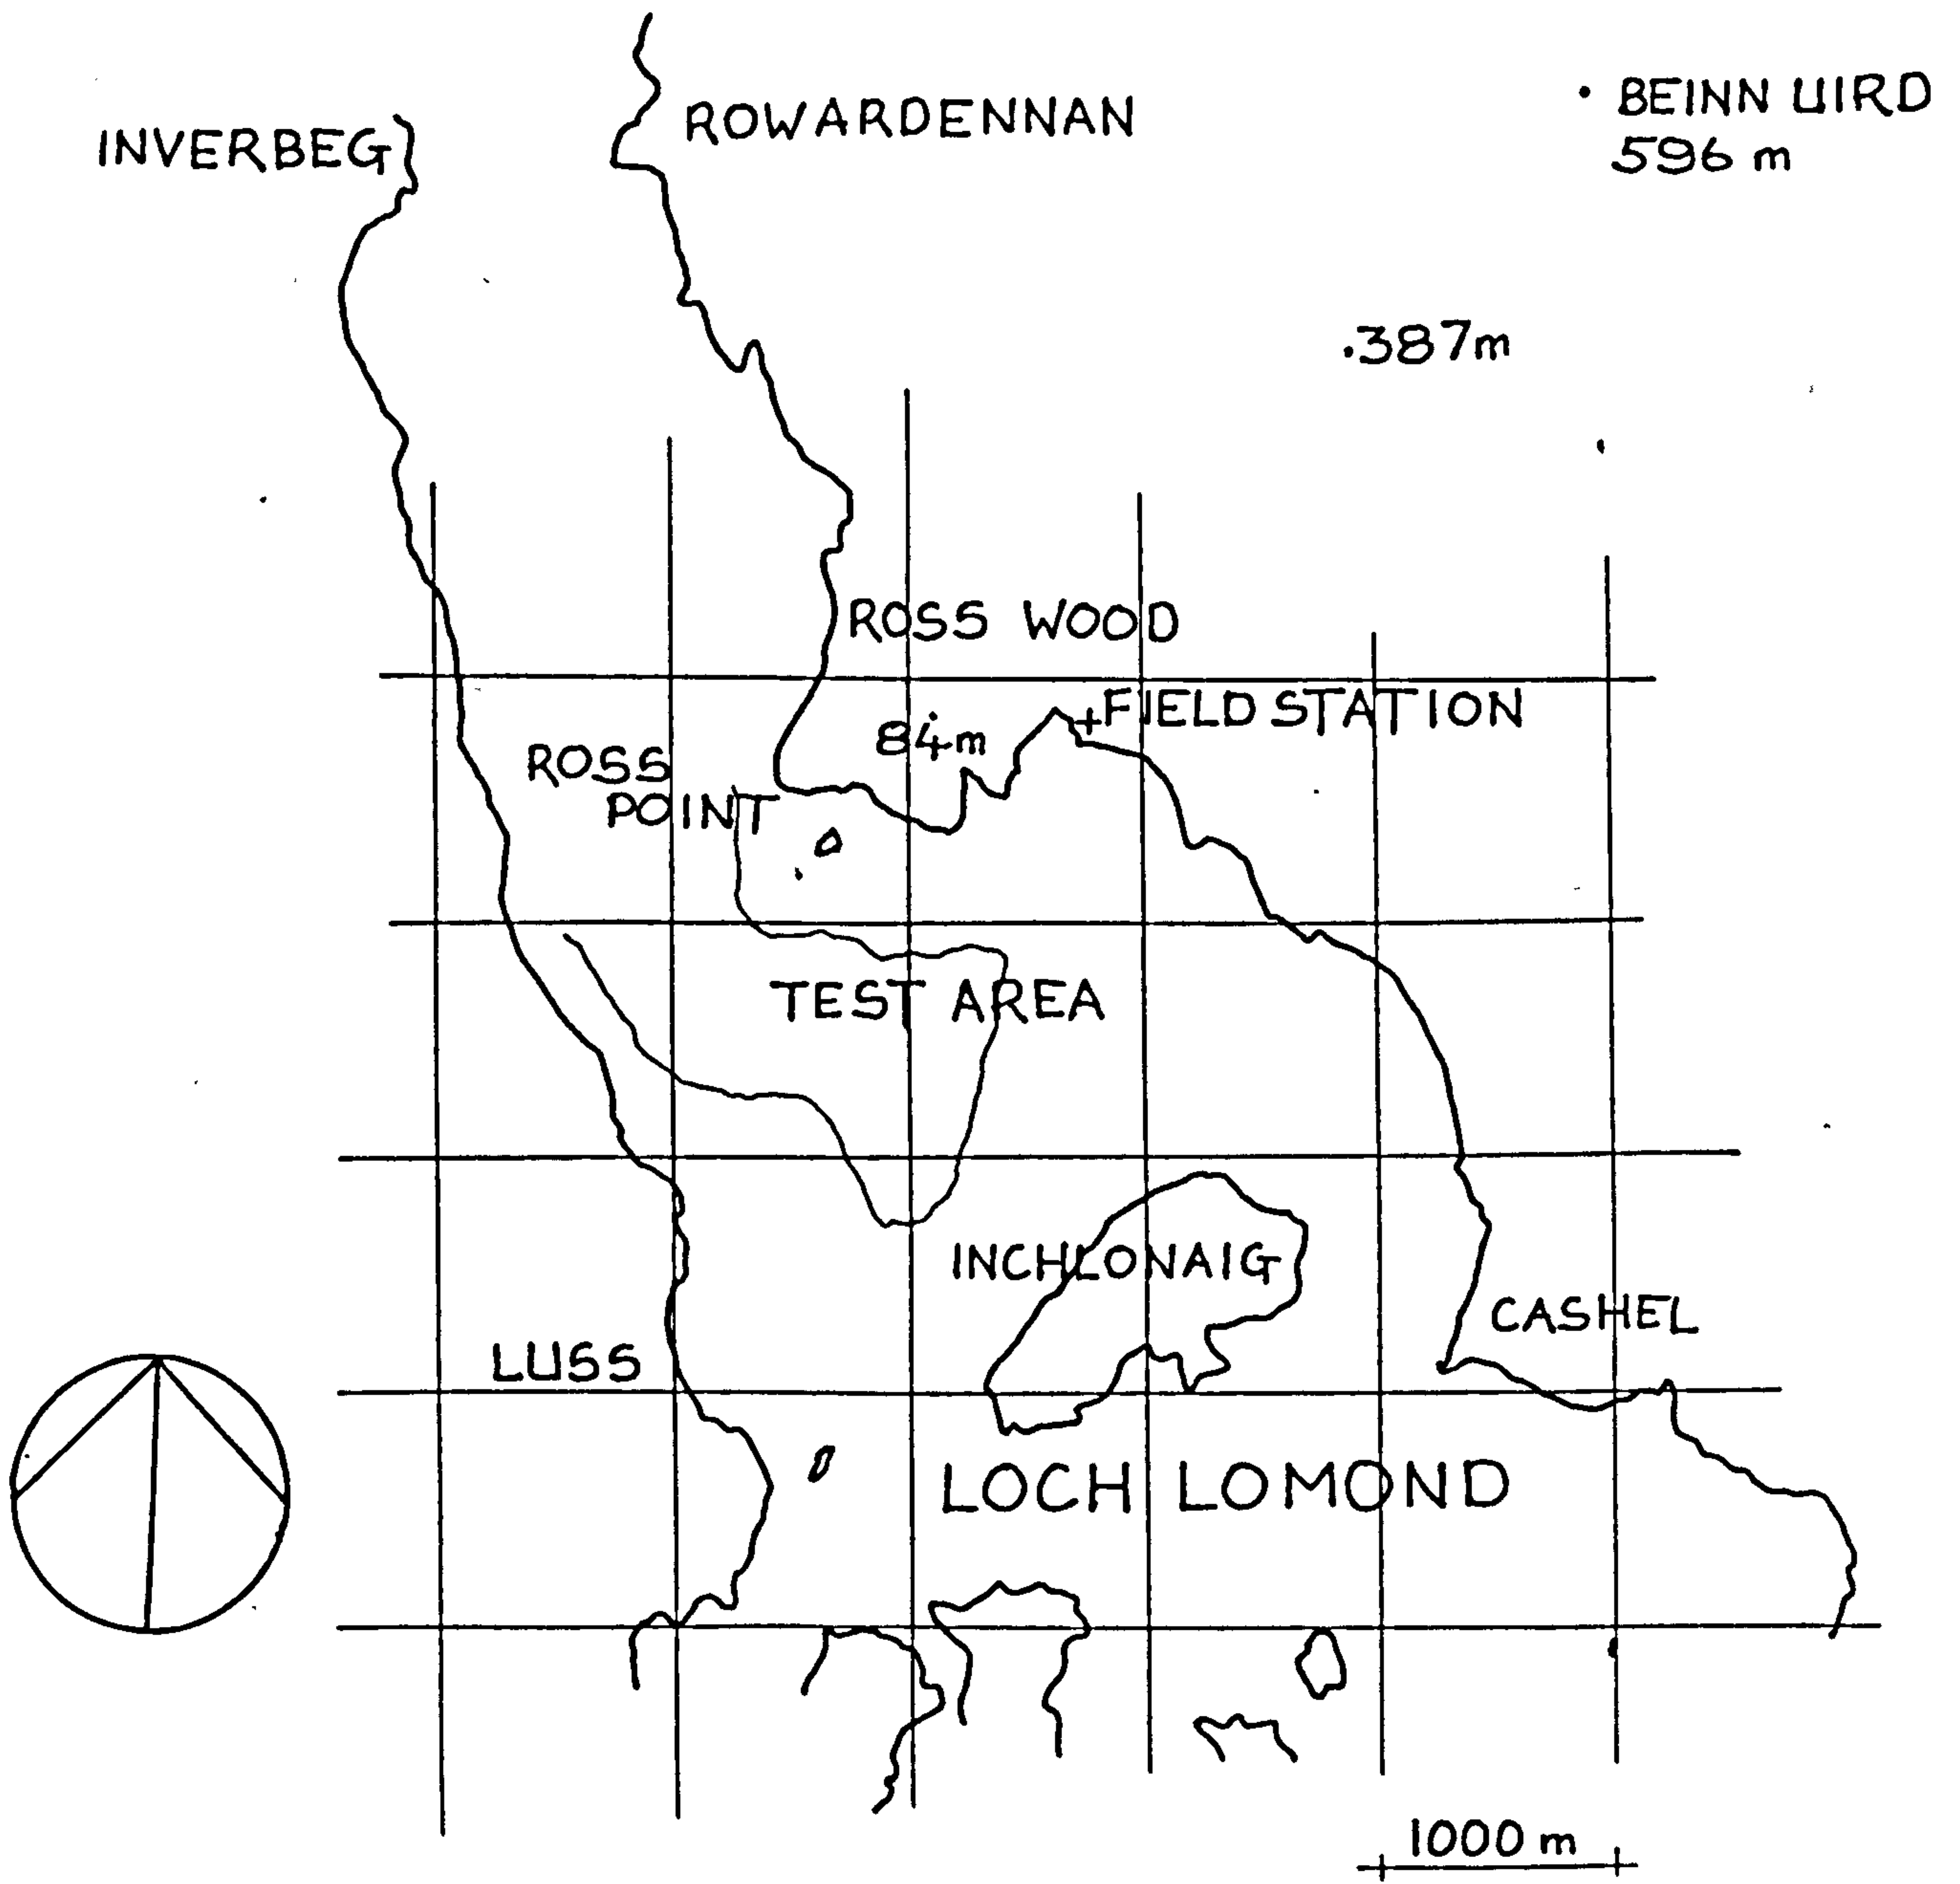 BEINN UIRD
596 m
ROWARDENNAN
INVERBEG
.387m
ROSS WOOD
FIELD STATION
84m
ROSS
POINT
TEST AREA
INCHLONAIG
CASHEL
LUSS
LOCH LOMOND
1000 m